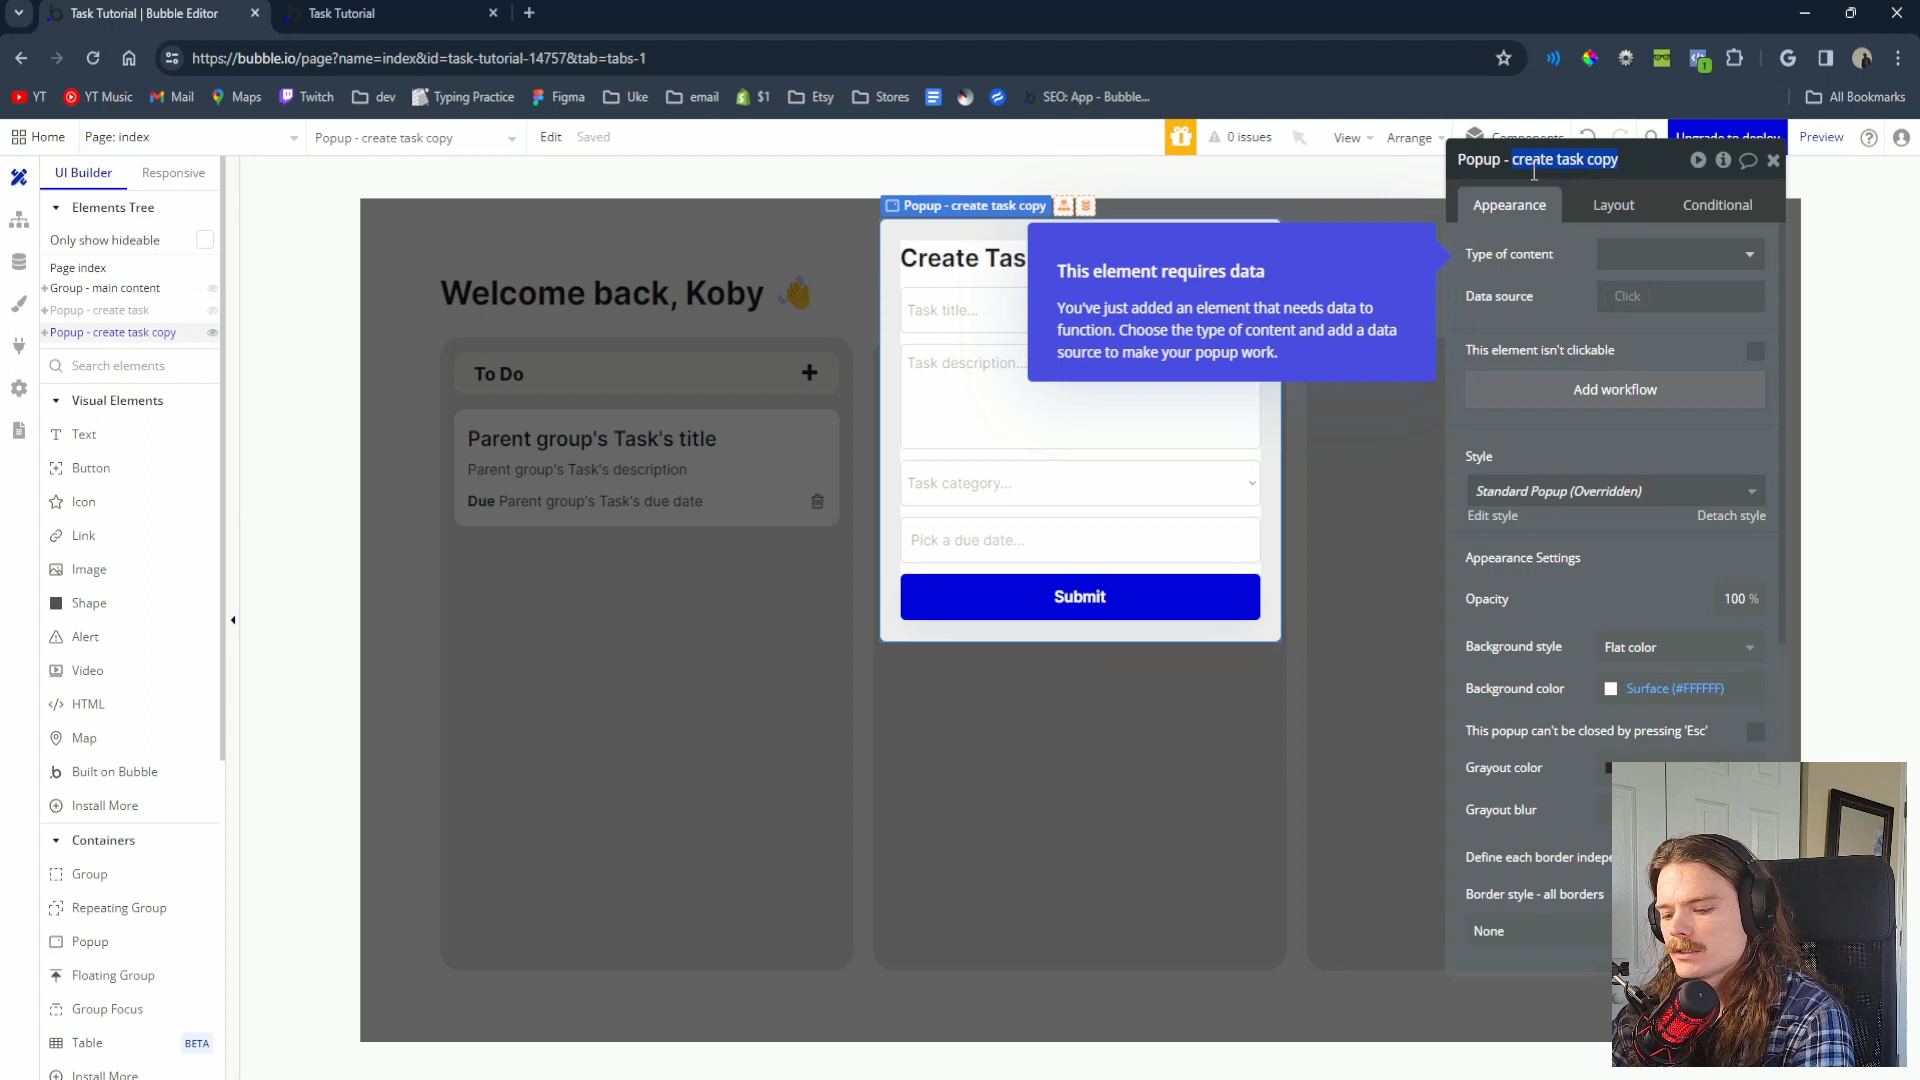 Task Tutorial | Bubble Editor
Task Tutorial
https://bubble.io/page?name=index&id=task-tutorial-14757&tab=tabs-1
1
YT
YT Music
Mail
Maps
Twitch
dev
Typing Practice
Figma
Uke
email
$1
Etsy
Stores
SEO: App - Bubble...
All Bookmarks
Home
Page: index
Popup - create task copy
Edit
Saved
0 issues
View
Arrange
Components
Upgrade to deploy
Preview
UI Builder
Responsive
Elements Tree
Only show hideable
Page index
Group - main content
Popup - create task
Popup - create task copy
Search elements
Visual Elements
Text
Button
Icon
Link
Image
Shape
Alert
Video
HTML
Map
Built on Bubble
Install More
Containers
Group
Repeating Group
Popup
Floating Group
Group Focus
Table
BETA
Install More
Welcome back, Koby 👋
To Do
Parent group's Task's title
Parent group's Task's description
Due Parent group's Task's due date
Popup - create task copy
Create Tas
Task title...
Task description...
Task category...
Pick a due date...
Submit
This element requires data
You've just added an element that needs data to
function. Choose the type of content and add a data
source to make your popup work.
Popup - create task copy
Appearance
Layout
Conditional
Type of content
Data source
Click
This element isn't clickable
Add workflow
Style
Standard Popup (Overridden)
Edit style
Detach style
Appearance Settings
Opacity
100 %
Background style
Flat color
Background color
Surface (#FFFFFF)
This popup can't be closed by pressing 'Esc'
Grayout color
Grayout blur
Define each border indepe
Border style - all borders
None